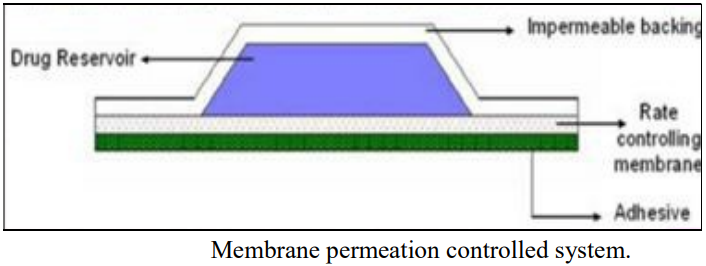 Impermeable backing
Drug Reservoir
Rate
controlling
membrane
Adhesive
Membrane permeation controlled system.